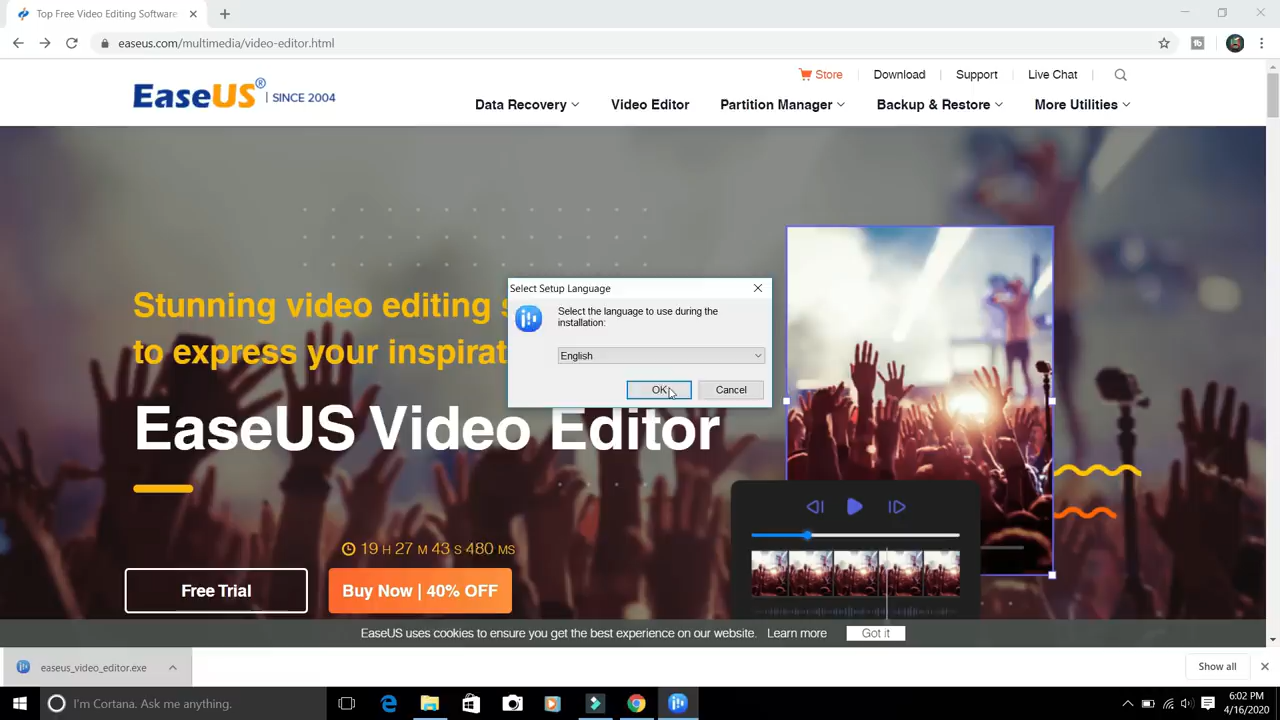 Top Free Video Editing Software
easeus.com/multimedia/video-editor.html
Store
Download
Support
Live Chat
EaseUS® | SINCE 2004
Data Recovery
Video Editor
Partition Manager
Backup & Restore
More Utilities
Stunning video editing s
to express your inspirat
EaseUS Video Editor
Select Setup Language
Select the language to use during the
installation:
English
OK
Cancel
19 H 27 M 43 S 480 MS
Free Trial
Buy Now | 40% OFF
EaseUS uses cookies to ensure you get the best experience on our website. Learn more
Got it
easeus_video_editor.exe
Show all
I'm Cortana. Ask me anything.
6:02 PM
4/16/2020